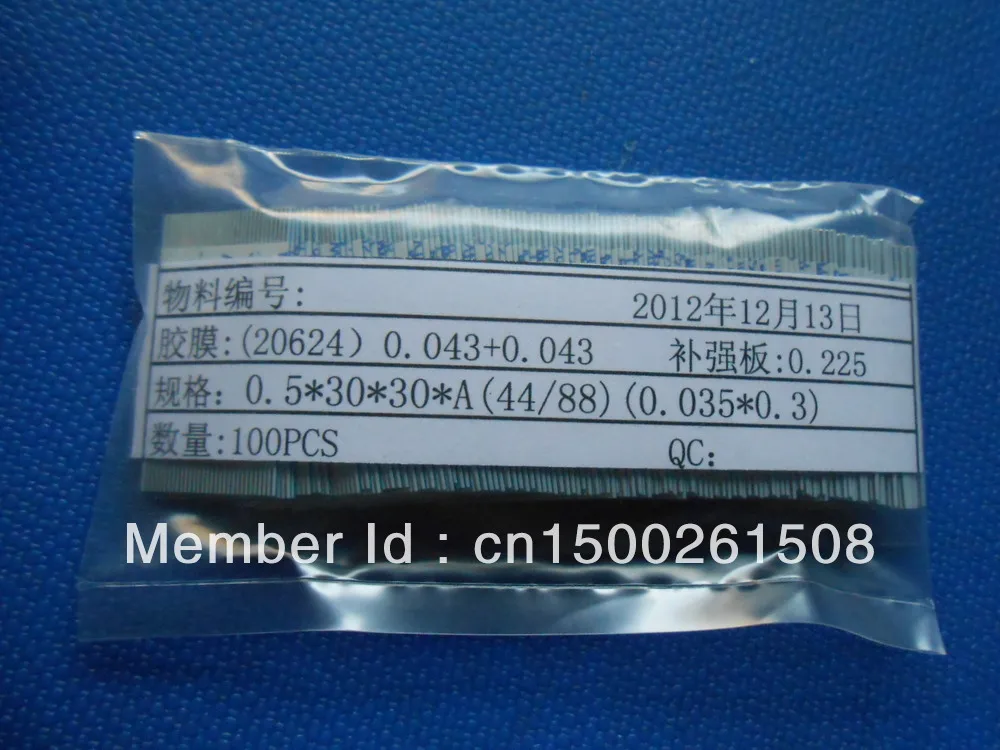 物料编号: 2012年12月13日
胶膜:(20624) 0.043+0.043 补强板:0.225
规格: 0.5*30*30*A(44/88)(0.035*0.3)
数量:100PCS QC:
Member Id : cn1500261508